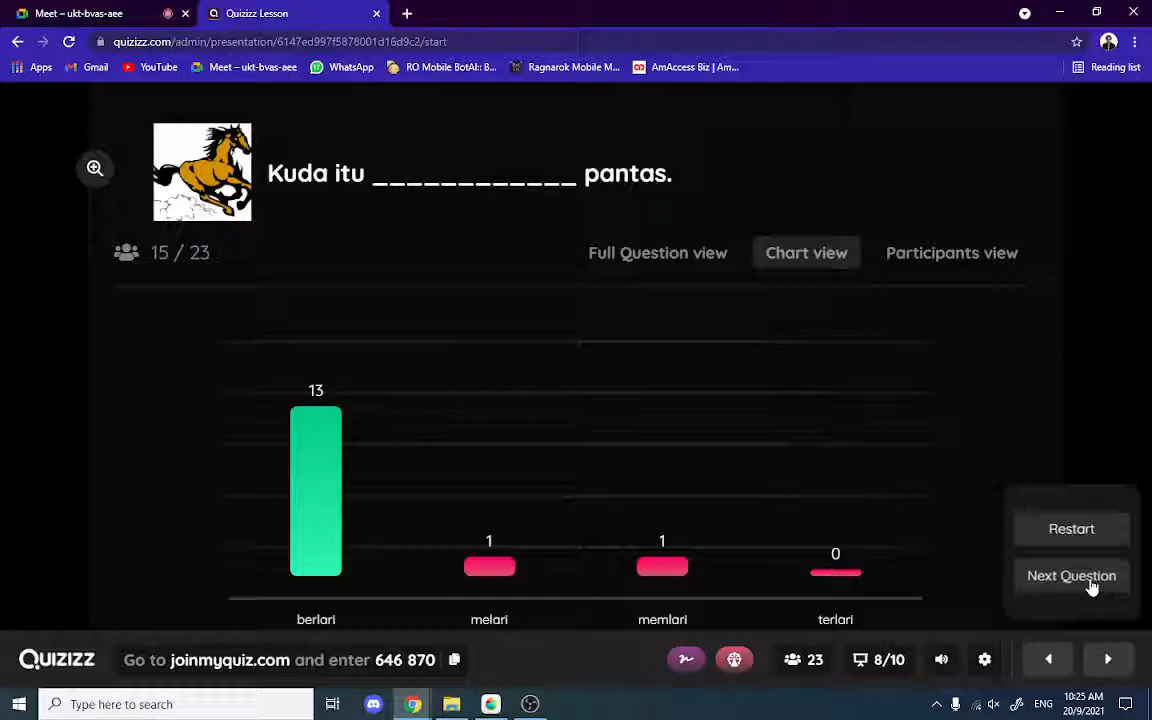 Meet – ukt-bvas-aee
Quizizz Lesson
quizizz.com/admin/presentation/6147ed997f5878001d16d9c2/start
Apps
Gmail
YouTube
Meet – ukt-bvas-aee
WhatsApp
RO Mobile BotAI:: B...
Ragnarok Mobile M...
AmAccess Biz | Am...
Reading list
Kuda itu ____________ pantas.
15 / 23
Full Question view
Chart view
Participants view
13
1
1
0
berlari
melari
memlari
terlari
Restart
Next Question
QUIZIZZ
Go to joinmyquiz.com and enter 646 870
23
8/10
Type here to search
ENG
10:25 AM
20/9/2021